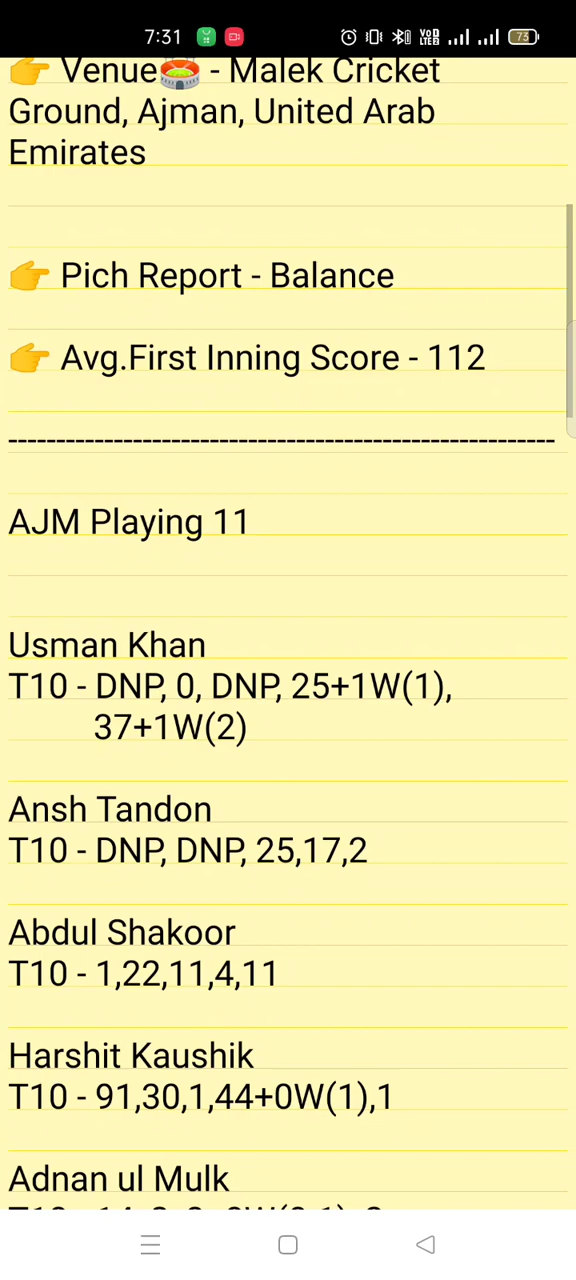 7:31
VoD LTE2 73
👉 Venue🏟 - Malek Cricket
Ground, Ajman, United Arab
Emirates
👉 Pich Report - Balance
👉 Avg.First Inning Score - 112
---------------------------------------------------------
AJM Playing 11
Usman Khan
T10 - DNP, 0, DNP, 25+1W(1),
37+1W(2)
Ansh Tandon
T10 - DNP, DNP, 25,17,2
Abdul Shakoor
T10 - 1,22,11,4,11
Harshit Kaushik
T10 - 91,30,1,44+0W(1),1
Adnan ul Mulk